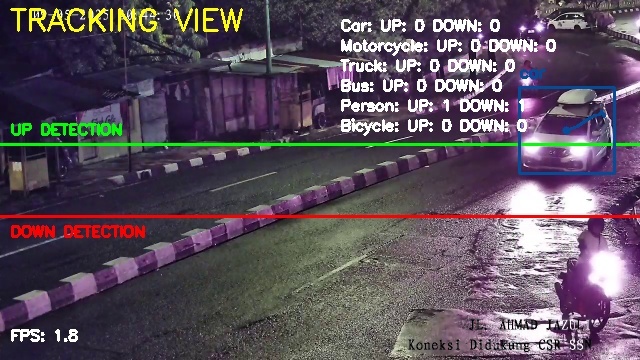 TRACKING VIEW
Car: UP: 0 DOWN: 0
Motorcycle: UP: 0 DOWN: 0
Truck: UP: 0 DOWN: 0
Bus: UP: 0 DOWN: 0
Person: UP: 1 DOWN: 1
Bicycle: UP: 0 DOWN: 0
car
UP DETECTION
DOWN DETECTION
FPS: 1.8
JL. AHMAD
Koneksi Didukung CSR